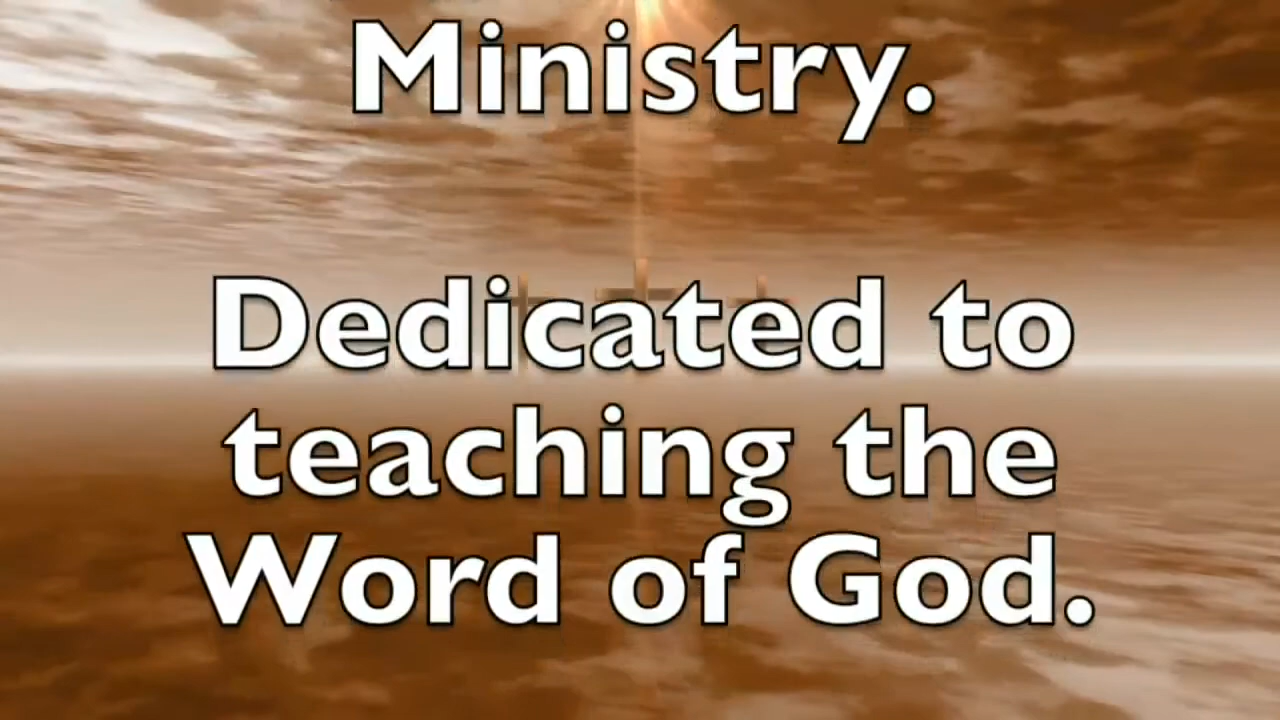 Ministry.
Dedicated to
teaching the
Word of God.